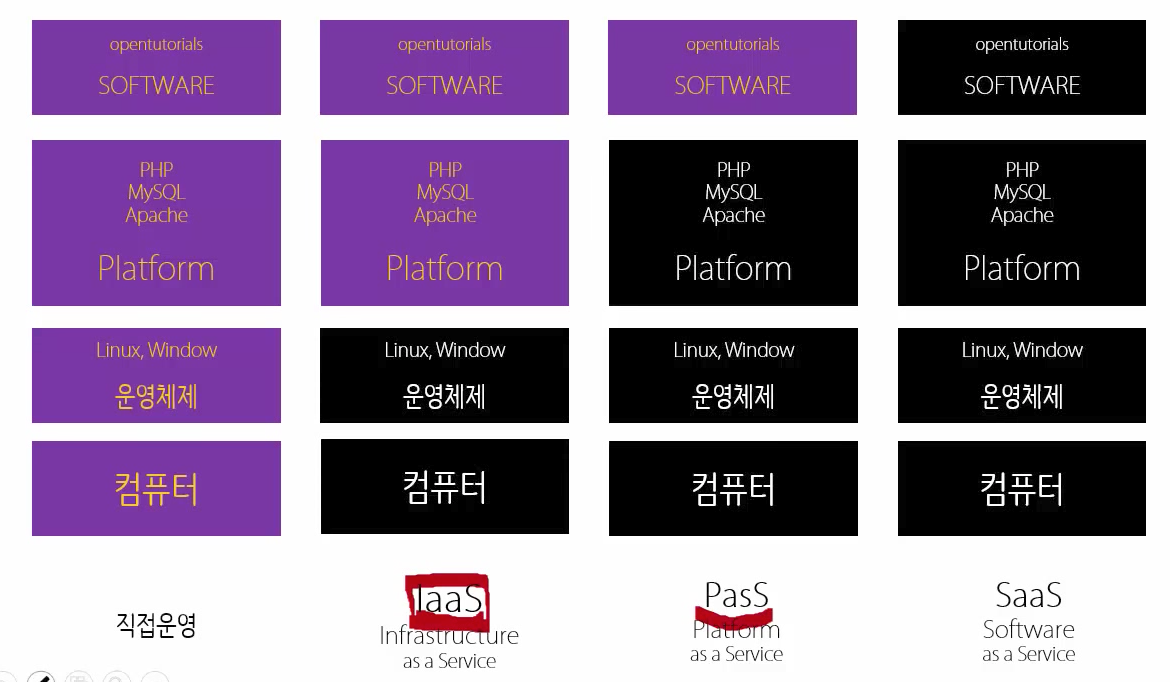 opentutorials
SOFTWARE
opentutorials
SOFTWARE
opentutorials
SOFTWARE
opentutorials
SOFTWARE
PHP
MySQL
Apache
Platform
PHP
MySQL
Apache
Platform
PHP
MySQL
Apache
Platform
PHP
MySQL
Apache
Platform
Linux, Window
운영체제
Linux, Window
운영체제
Linux, Window
운영체제
Linux, Window
운영체제
컴퓨터
컴퓨터
컴퓨터
컴퓨터
직접운영
IaaS
Infrastructure
as a Service
PasS
Platform
as a Service
SaaS
Software
as a Service